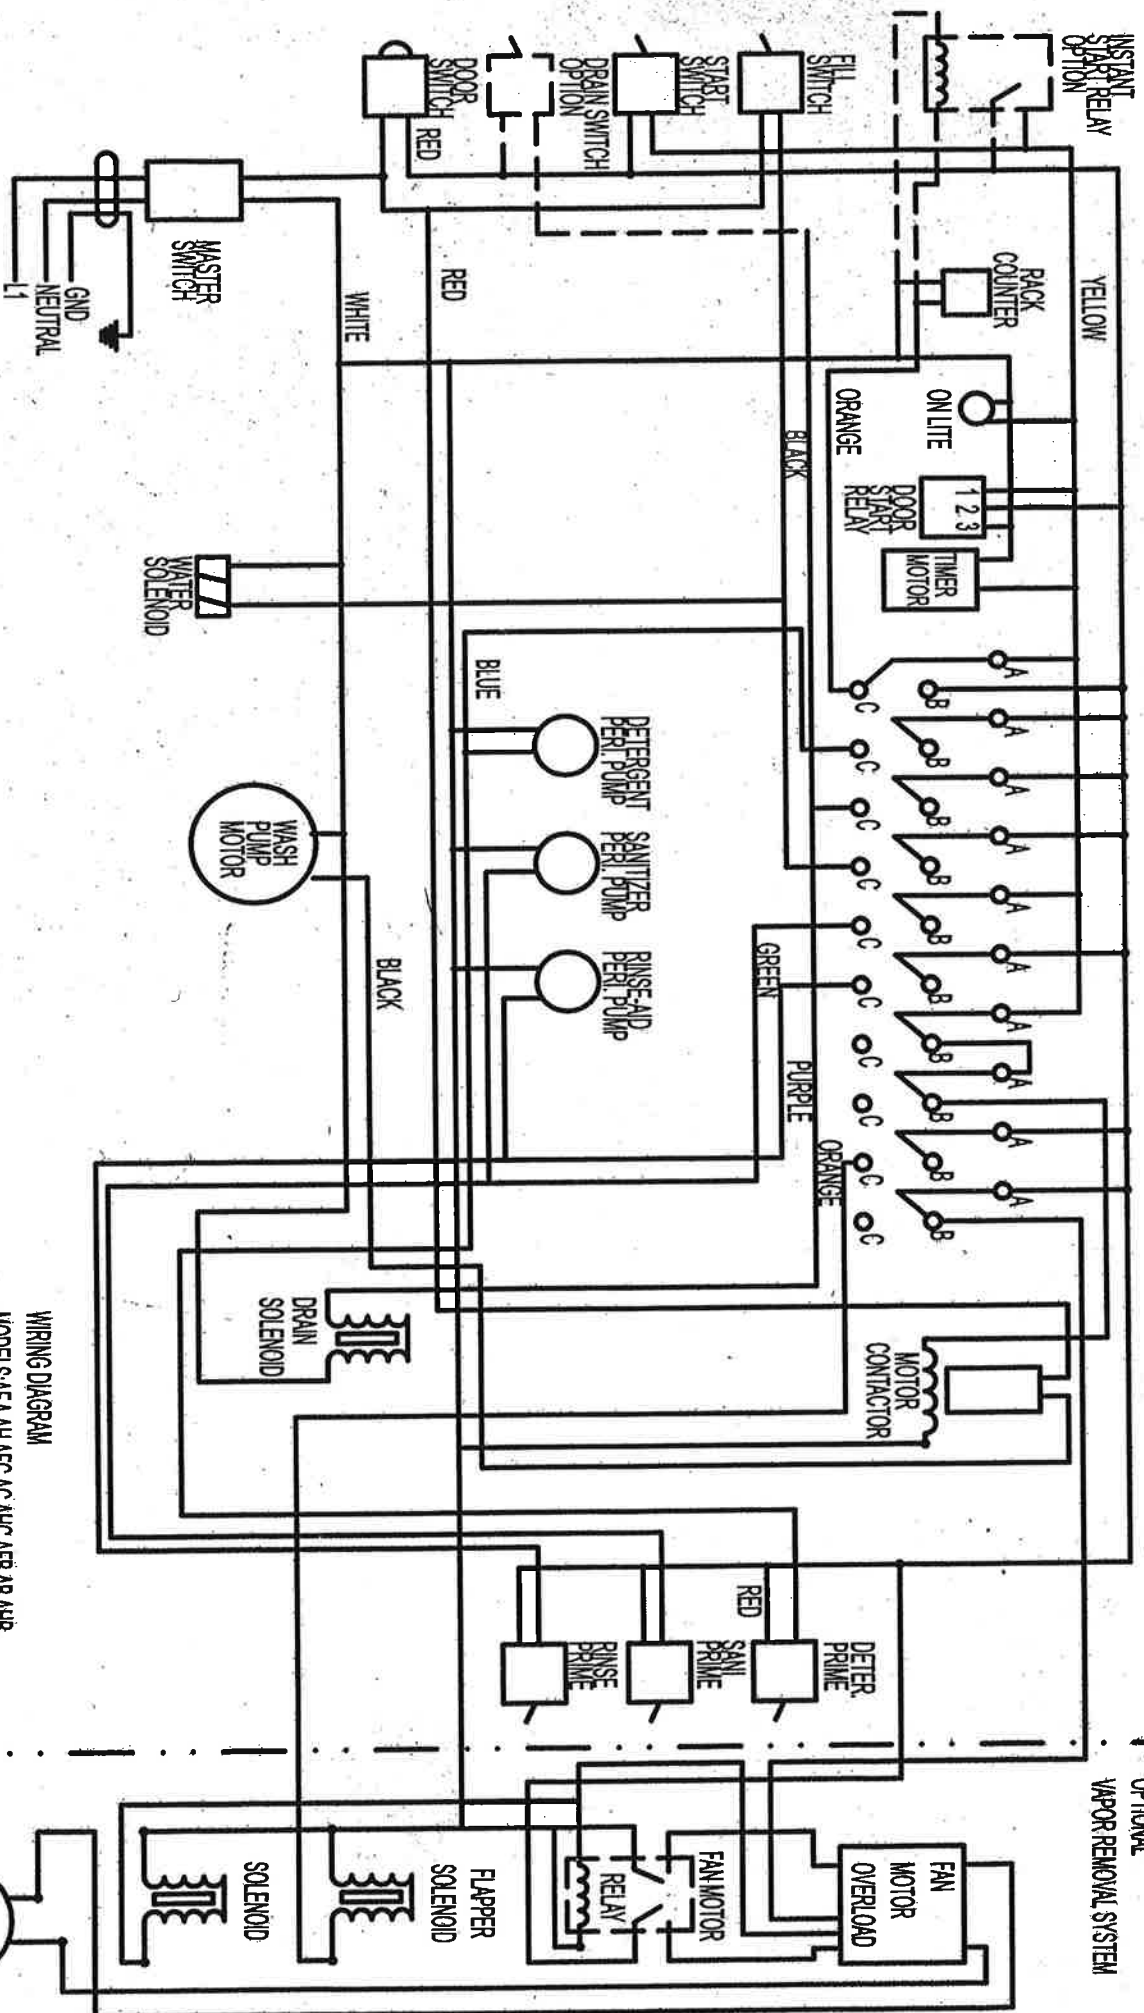 INSTANT
START RELAY
OPTION
FILL
SWITCH
START
SWITCH
DRAIN SWITCH
OPTION
DOOR
SWITCH
RED
MASTER
SWITCH
GND
NEUTRAL
L1
YELLOW
RACK
COUNTER
ON LITE
ORANGE
BLACK
RED
WHITE
1 2 3
DOOR
START
RELAY
TIMER
MOTOR
WATER
SOLENOID
A
B
C
A
B
C
A
B
C
A
B
C
A
B
C
A
B
C
A
B
C
A
B
C
A
B
C
A
B
C
BLUE
DETERGENT
PERI. PUMP
SANITIZER
PERI. PUMP
RINSE-AID
PERI. PUMP
WASH
PUMP
MOTOR
BLACK
GREEN
PURPLE
ORANGE
DRAIN
SOLENOID
MOTOR
CONTACTOR
RED
DETER.
PRIME
SANI
PRIME
RINSE
PRIME
WIRING DIAGRAM
OPTIONAL
VAPOR REMOVAL SYSTEM
FAN
MOTOR
OVERLOAD
FAN MOTOR
RELAY
FLAPPER
SOLENOID
SOLENOID